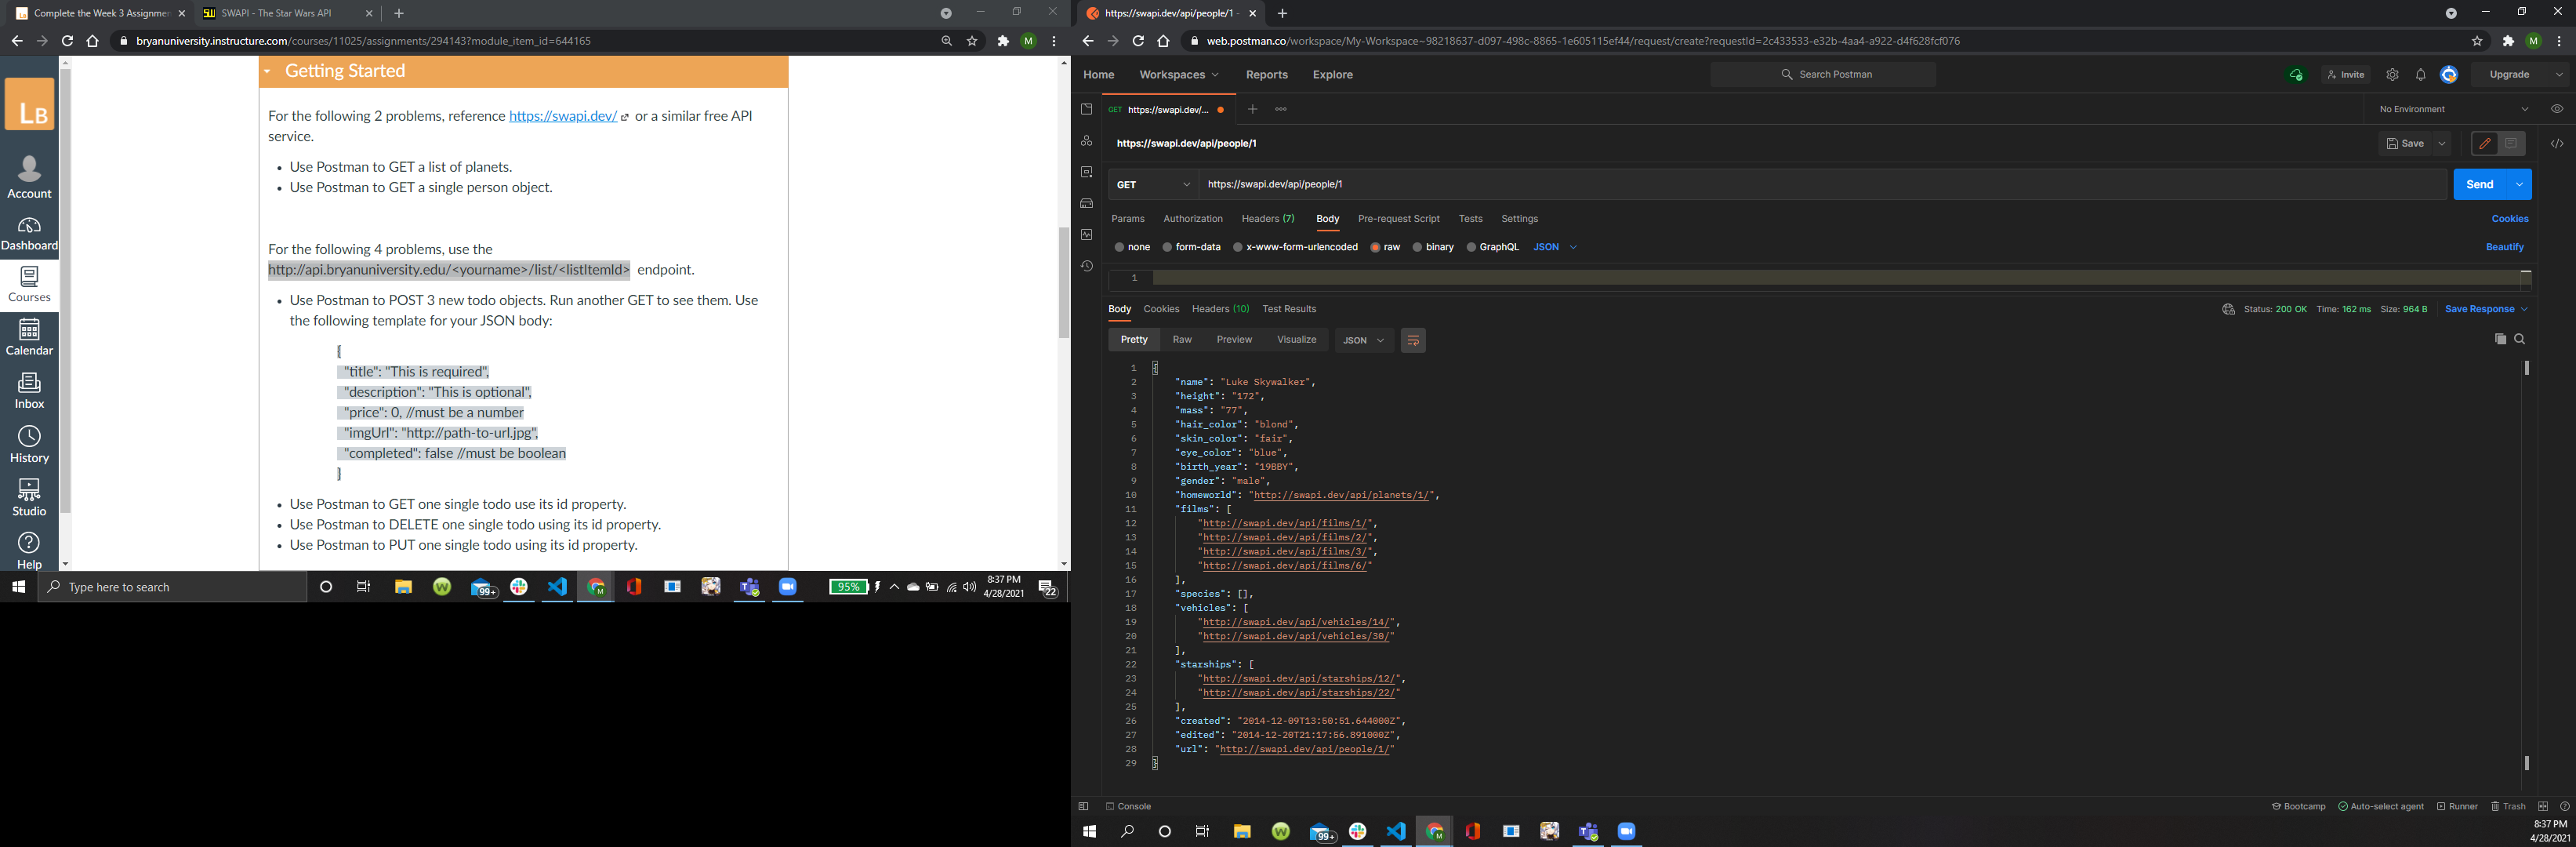 Complete the Week 3 Assignmen
SWAPI - The Star Wars API
bryanuniversity.instructure.com/courses/11025/assignments/294143?module_item_id=644165
M
LB
Account
Dashboard
Courses
Calendar
Inbox
History
Studio
Help
Getting Started
For the following 2 problems, reference https://swapi.dev/ or a similar free API
service.
Use Postman to GET a list of planets.
Use Postman to GET a single person object.
For the following 4 problems, use the
http://api.bryanuniversity.edu/<yourname>/list/<listItemId> endpoint.
Use Postman to POST 3 new todo objects. Run another GET to see them. Use
the following template for your JSON body:
{
"title": "This is required",
"description": "This is optional",
"price": 0, //must be a number
"imgUrl": "http://path-to-url.jpg",
"completed": false //must be boolean
}
Use Postman to GET one single todo use its id property.
Use Postman to DELETE one single todo using its id property.
Use Postman to PUT one single todo using its id property.
Type here to search
99+
95%
8:37 PM
4/28/2021
22
https://swapi.dev/api/people/1 -
web.postman.co/workspace/My-Workspace~98218637-d097-498c-8865-1e605115ef44/request/create?requestId=2c433533-e32b-4aa4-a922-d4f628fcf076
M
Home Workspaces Reports Explore
Search Postman
Invite
Upgrade
GET https://swapi.dev/...
No Environment
https://swapi.dev/api/people/1
Save
GET https://swapi.dev/api/people/1
Send
Params Authorization Headers (7) Body Pre-request Script Tests Settings
Cookies
none form-data x-www-form-urlencoded raw binary GraphQL JSON
Beautify
1
Body Cookies Headers (10) Test Results
Status: 200 OK Time: 162 ms Size: 964 B Save Response
Pretty Raw Preview Visualize JSON
1 {
2 "name": "Luke Skywalker",
3 "height": "172",
4 "mass": "77",
5 "hair_color": "blond",
6 "skin_color": "fair",
7 "eye_color": "blue",
8 "birth_year": "19BBY",
9 "gender": "male",
10 "homeworld": "http://swapi.dev/api/planets/1/",
11 "films": [
12 "http://swapi.dev/api/films/1/",
13 "http://swapi.dev/api/films/2/",
14 "http://swapi.dev/api/films/3/",
15 "http://swapi.dev/api/films/6/"
16 ],
17 "species": [],
18 "vehicles": [
19 "http://swapi.dev/api/vehicles/14/",
20 "http://swapi.dev/api/vehicles/30/"
21 ],
22 "starships": [
23 "http://swapi.dev/api/starships/12/",
24 "http://swapi.dev/api/starships/22/"
25 ],
26 "created": "2014-12-09T13:50:51.644000Z",
27 "edited": "2014-12-20T21:17:56.891000Z",
28 "url": "http://swapi.dev/api/people/1/"
29 }
Console
Bootcamp Auto-select agent Runner Trash
99+
8:37 PM
4/28/2021